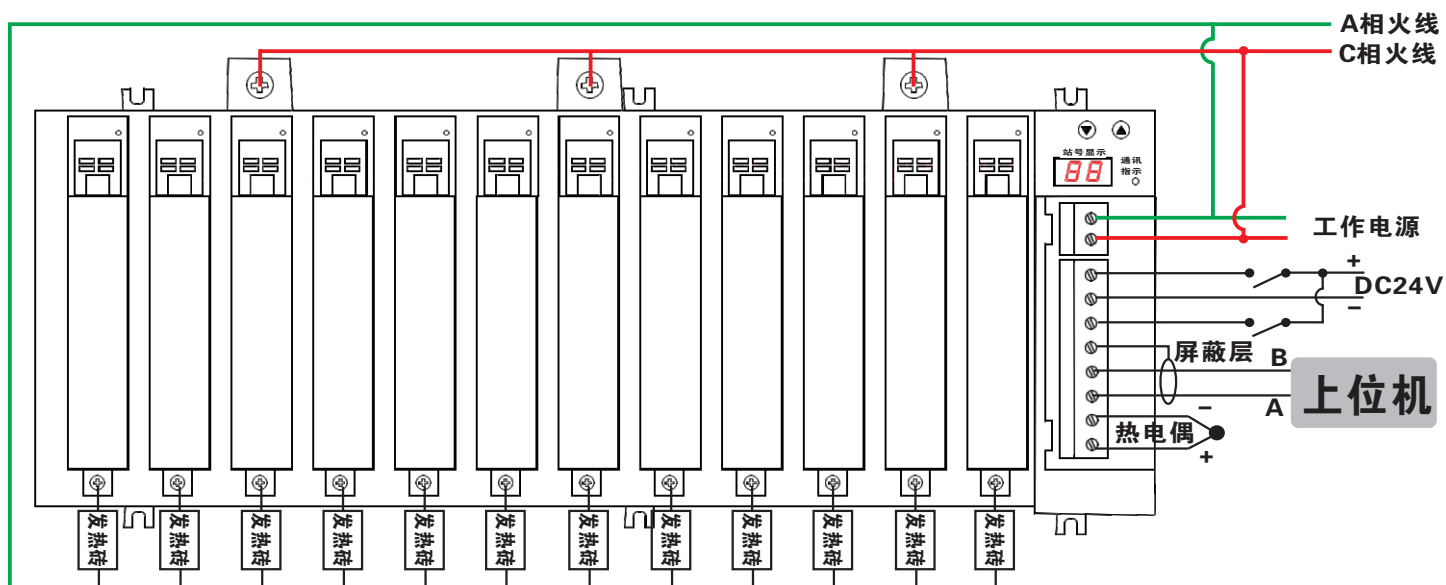 A相火线
C相火线
站号显示
通讯
指示
88
工作电源
+
DC24V
−
屏蔽层
B
上位机
A
−
热电偶
+
发热砖
发热砖
发热砖
发热砖
发热砖
发热砖
发热砖
发热砖
发热砖
发热砖
发热砖
发热砖